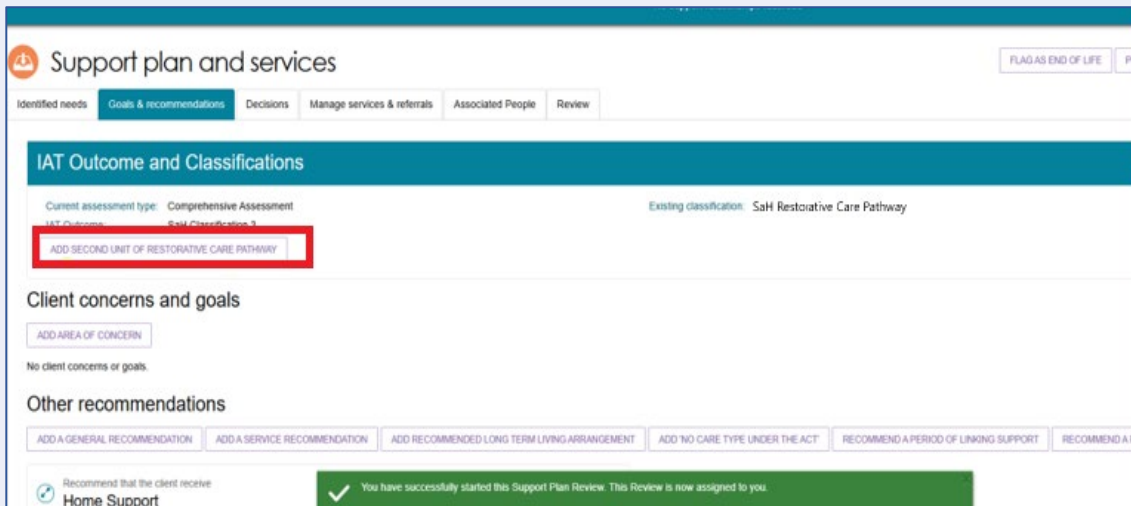 Support plan and services
FLAG AS END OF LIFE
Identified needs
Goals & recommendations
Decisions
Manage services & referrals
Associated People
Review
IAT Outcome and Classifications
Current assessment type: Comprehensive Assessment
Existing classification: SaH Restorative Care Pathway
IAT Outcome: SaH Classification
ADD SECOND UNIT OF RESTORATIVE CARE PATHWAY
Client concerns and goals
ADD AREA OF CONCERN
No client concerns or goals.
Other recommendations
ADD A GENERAL RECOMMENDATION
ADD A SERVICE RECOMMENDATION
ADD RECOMMENDED LONG TERM LIVING ARRANGEMENT
ADD 'NO CARE TYPE UNDER THE ACT'
RECOMMEND A PERIOD OF LINKING SUPPORT
RECOMMEND A
Recommend that the client receive
Home Support
You have successfully started this Support Plan Review. This Review is now assigned to you.